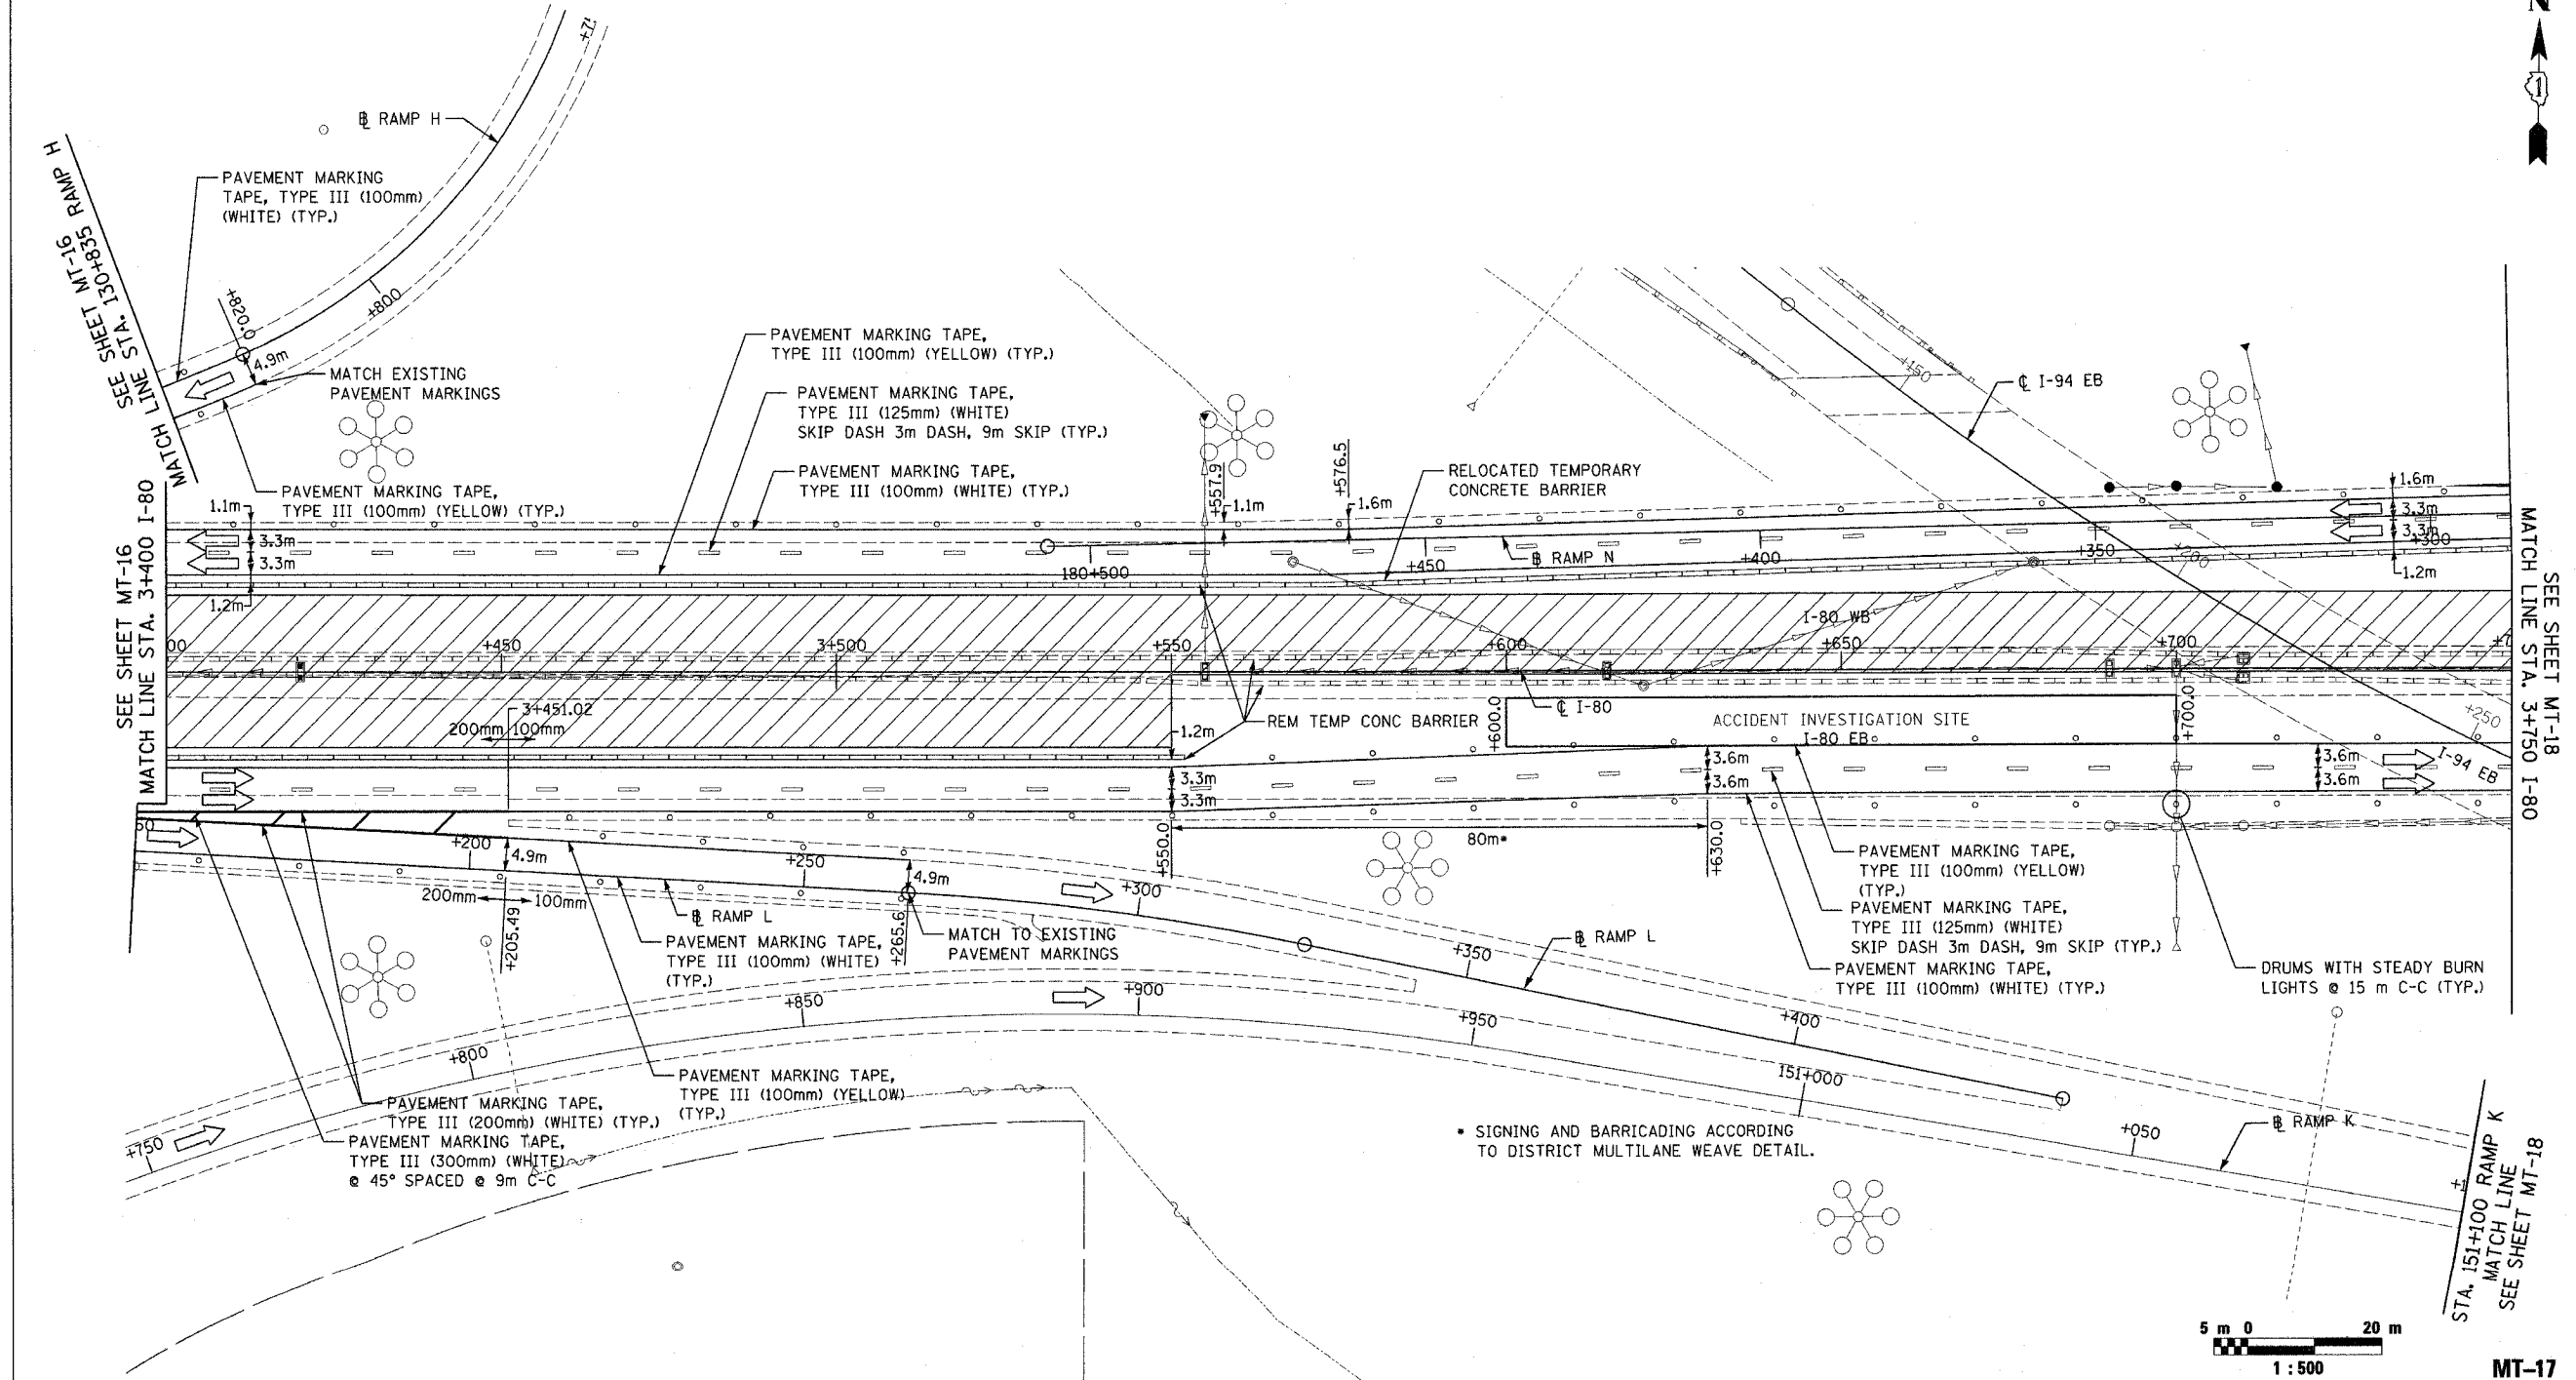 N
1
+7
℄ RAMP H
PAVEMENT MARKING
TAPE, TYPE III (100mm)
(WHITE) (TYP.)
SEE SHEET MT-16
MATCH LINE STA. 130+835 RAMP H
+800
+820.0
4.9m
MATCH EXISTING
PAVEMENT MARKINGS
PAVEMENT MARKING TAPE,
TYPE III (100mm) (YELLOW) (TYP.)
PAVEMENT MARKING TAPE,
TYPE III (100mm) (YELLOW) (TYP.)
PAVEMENT MARKING TAPE,
TYPE III (125mm) (WHITE)
SKIP DASH 3m DASH, 9m SKIP (TYP.)
PAVEMENT MARKING TAPE,
TYPE III (100mm) (WHITE) (TYP.)
+557.9
1.1m
+576.5
1.6m
RELOCATED TEMPORARY
CONCRETE BARRIER
+150
℄ I-94 EB
1.6m
3.3m
3.3m
+300
1.2m
SEE SHEET MT-16
MATCH LINE STA. 3+400 I-80
1.1m
3.3m
3.3m
1.2m
180+500
+450
℄ RAMP N
+400
+350
+200
I-80 WB
00
+450
3+500
+550
+600
+650
+700
+7
3+451.02
200mm
100mm
1.2m
REM TEMP CONC BARRIER
+600.0
℄ I-80
ACCIDENT INVESTIGATION SITE
I-80 EB
+700.0
+250
I-94 EB
3.3m
3.3m
3.6m
3.6m
3.6m
3.6m
MATCH LINE STA. 3+750 I-80
SEE SHEET MT-18
50
+200
4.9m
+250
4.9m
200mm
100mm
+205.49
℄ RAMP L
+265.6
+550.0
80m*
+630.0
+300
PAVEMENT MARKING TAPE,
TYPE III (100mm) (WHITE)
(TYP.)
MATCH TO EXISTING
PAVEMENT MARKINGS
+350
℄ RAMP L
PAVEMENT MARKING TAPE,
TYPE III (100mm) (YELLOW)
(TYP.)
PAVEMENT MARKING TAPE,
TYPE III (125mm) (WHITE)
SKIP DASH 3m DASH, 9m SKIP (TYP.)
PAVEMENT MARKING TAPE,
TYPE III (100mm) (WHITE) (TYP.)
DRUMS WITH STEADY BURN
LIGHTS @ 15 m C-C (TYP.)
+750
+800
+850
+900
+950
+400
151+000
+050
℄ RAMP K
+1
PAVEMENT MARKING TAPE,
TYPE III (100mm) (YELLOW)
(TYP.)
PAVEMENT MARKING TAPE,
TYPE III (200mm) (WHITE) (TYP.)
PAVEMENT MARKING TAPE,
TYPE III (300mm) (WHITE)
@ 45° SPACED @ 9m C-C
* SIGNING AND BARRICADING ACCORDING
TO DISTRICT MULTILANE WEAVE DETAIL.
STA. 151+100 RAMP K
MATCH LINE
SEE SHEET MT-18
5 m 0 20 m
1 : 500
MT-17